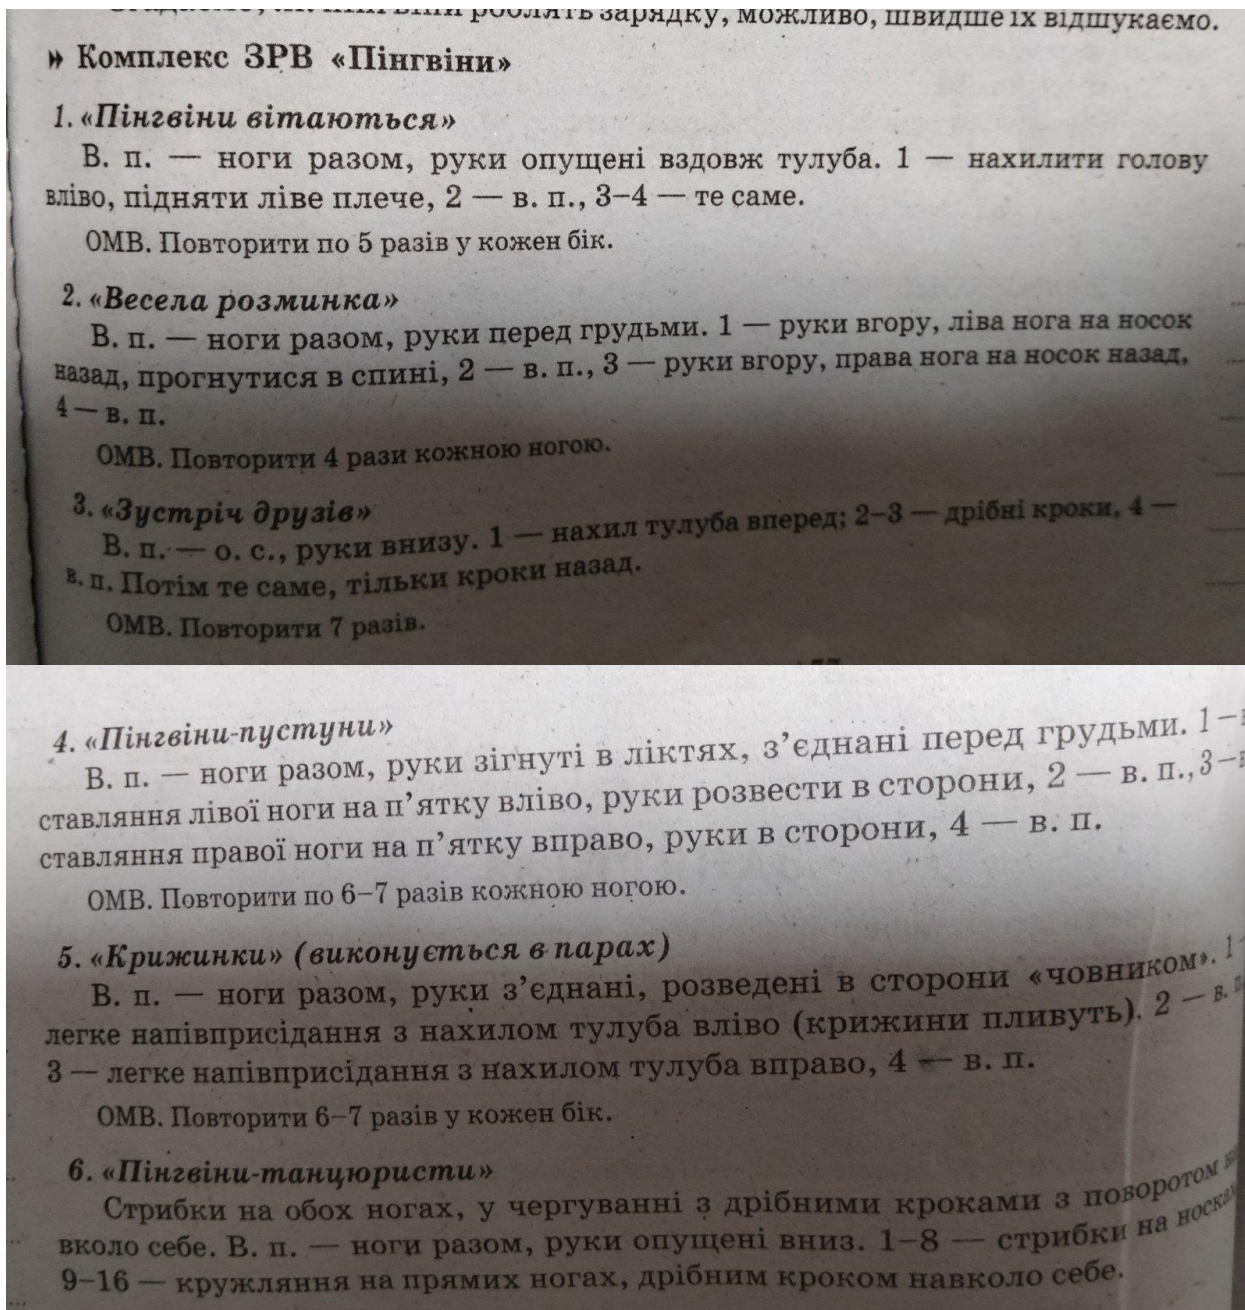 роблять зарядку, можливо, швидше їх відшукаємо.
» Комплекс ЗРВ «Пінгвіни»
1. «Пінгвіни вітаються»
В. п. — ноги разом, руки опущені вздовж тулуба. 1 — нахилити голову
вліво, підняти ліве плече, 2 — в. п., 3–4 — те саме.
ОМВ. Повторити по 5 разів у кожен бік.
2. «Весела розминка»
В. п. — ноги разом, руки перед грудьми. 1 — руки вгору, ліва нога на носок
назад, прогнутися в спині, 2 — в. п., 3 — руки вгору, права нога на носок назад,
4 — в. п.
ОМВ. Повторити 4 рази кожною ногою.
3. «Зустріч друзів»
В. п. — о. с., руки внизу. 1 — нахил тулуба вперед; 2–3 — дрібні кроки, 4 —
в. п. Потім те саме, тільки кроки назад.
ОМВ. Повторити 7 разів.
4. «Пінгвіни-пустуни»
В. п. — ноги разом, руки зігнуті в ліктях, з’єднані перед грудьми. 1 —
ставляння лівої ноги на п’ятку вліво, руки розвести в сторони, 2 — в. п., 3 —
ставляння правої ноги на п’ятку вправо, руки в сторони, 4 — в. п.
ОМВ. Повторити по 6–7 разів кожною ногою.
5. «Крижинки» (виконується в парах)
В. п. — ноги разом, руки з’єднані, розведені в сторони «човником». 1
легке напівприсідання з нахилом тулуба вліво (крижини пливуть). 2 — в. п.
3 — легке напівприсідання з нахилом тулуба вправо, 4 — в. п.
ОМВ. Повторити 6–7 разів у кожен бік.
6. «Пінгвіни-танцюристи»
Стрибки на обох ногах, у чергуванні з дрібними кроками з поворотом
вколо себе. В. п. — ноги разом, руки опущені вниз. 1–8 — стрибки на носках
9–16 — кружляння на прямих ногах, дрібним кроком навколо себе.